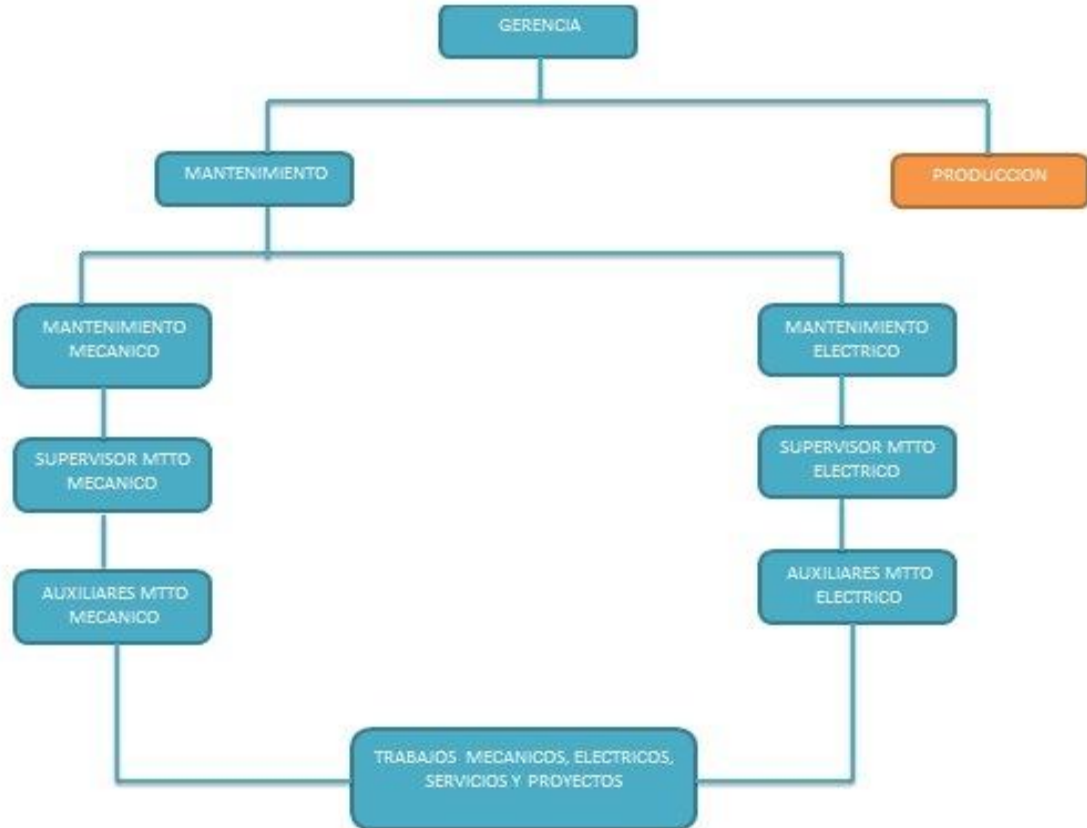 GERENCIA
MANTENIMIENTO
PRODUCCION
MANTENIMIENTO
MECANICO
MANTENIMIENTO
ELECTRICO
SUPERVISOR MTTO
MECANICO
SUPERVISOR MTTO
ELECTRICO
AUXILIARES MTTO
MECANICO
AUXILIARES MTTO
ELECTRICO
TRABAJOS MECANICOS, ELECTRICOS,
SERVICIOS Y PROYECTOS